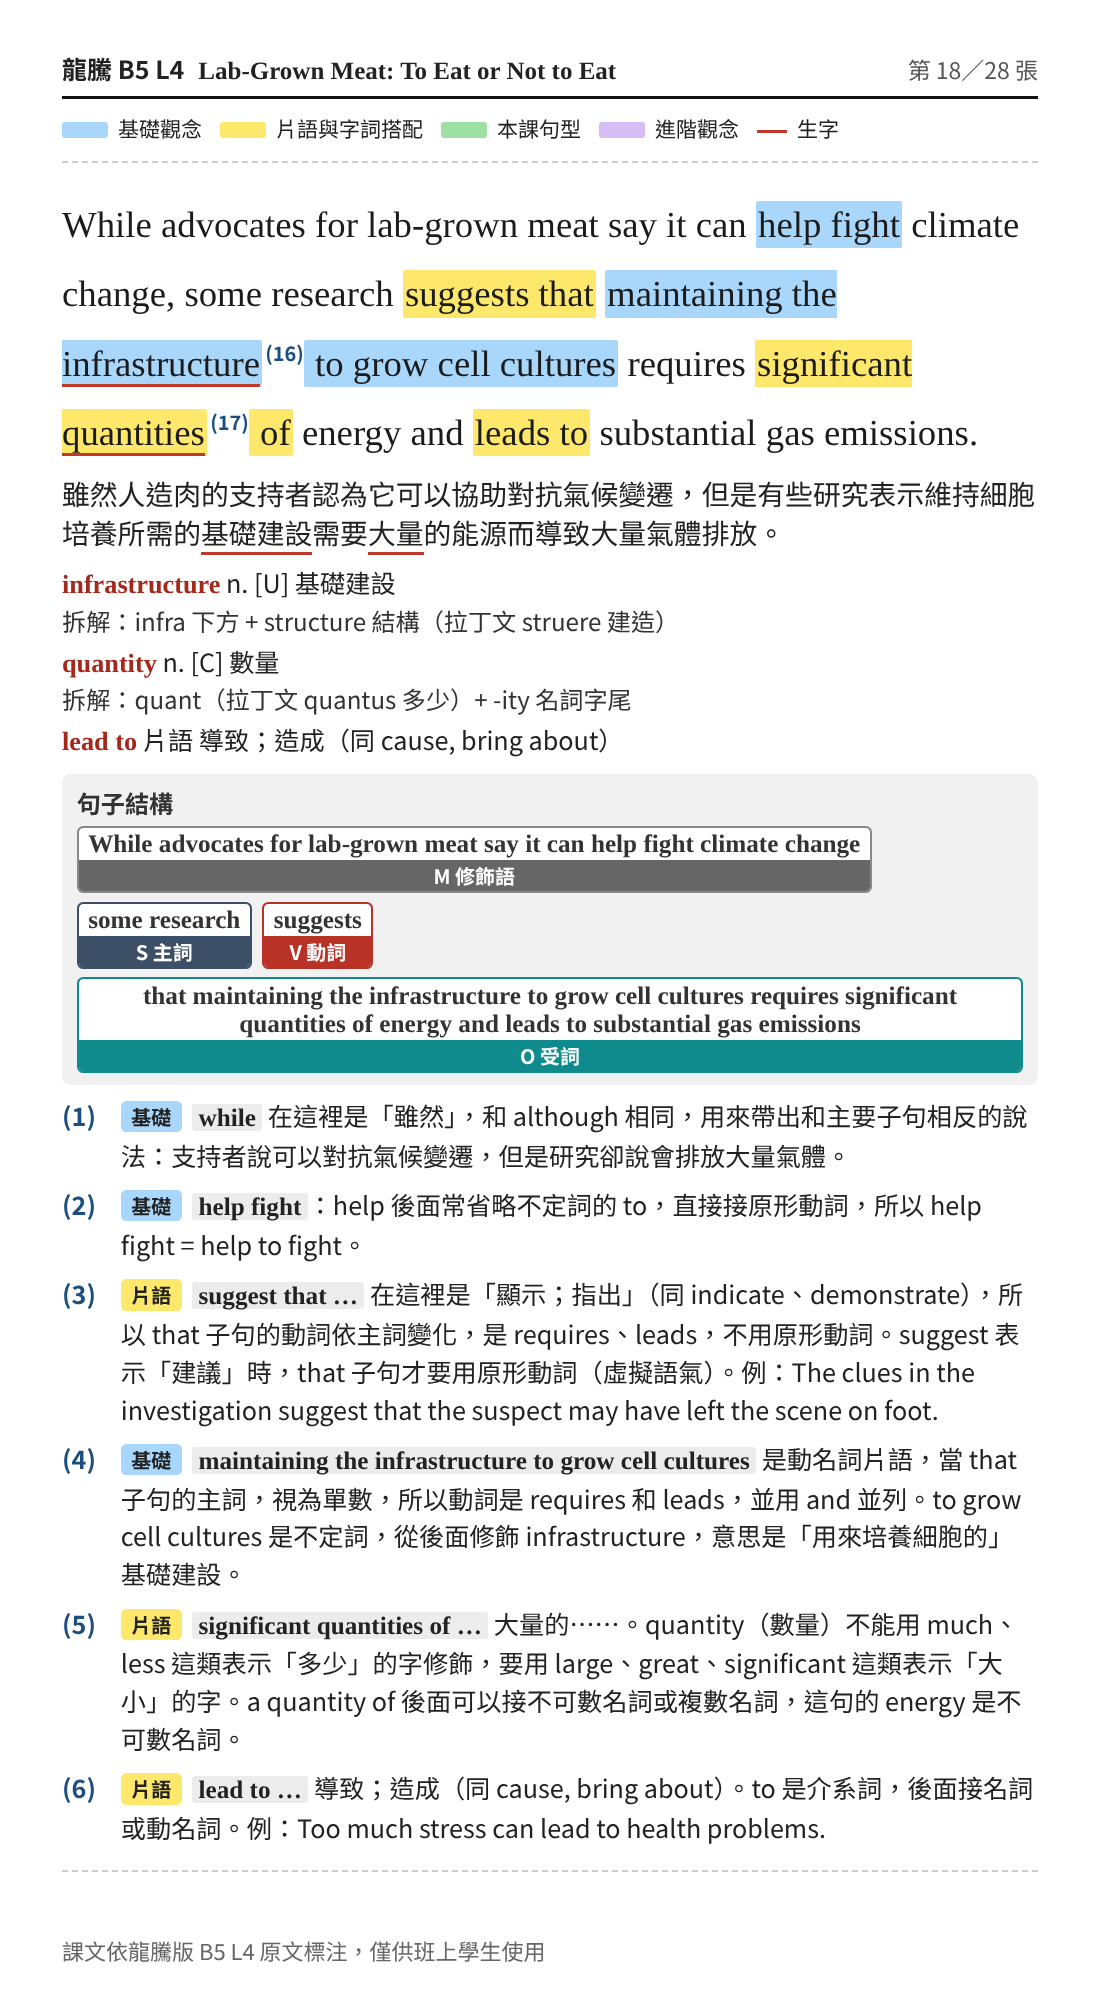 龍騰 B5 L4 Lab-Grown Meat: To Eat or Not to Eat 第 18／28 張
基礎觀念 片語與字詞搭配 本課句型 進階觀念 生字
While advocates for lab-grown meat say it can help fight climate
change, some research suggests that maintaining the
infrastructure (16) to grow cell cultures requires significant
quantities (17) of energy and leads to substantial gas emissions.
雖然人造肉的支持者認為它可以協助對抗氣候變遷，但是有些研究表示維持細胞
培養所需的基礎建設需要大量的能源而導致大量氣體排放。
infrastructure n. [U] 基礎建設
拆解：infra 下方 + structure 結構（拉丁文 struere 建造）
quantity n. [C] 數量
拆解：quant（拉丁文 quantus 多少）+ -ity 名詞字尾
lead to 片語 導致；造成（同 cause, bring about）
句子結構
While advocates for lab-grown meat say it can help fight climate change
M 修飾語
some research suggests
S 主詞 V 動詞
that maintaining the infrastructure to grow cell cultures requires significant
quantities of energy and leads to substantial gas emissions
O 受詞
(1) 基礎 while 在這裡是「雖然」，和 although 相同，用來帶出和主要子句相反的說
法：支持者說可以對抗氣候變遷，但是研究卻說會排放大量氣體。
(2) 基礎 help fight：help 後面常省略不定詞的 to，直接接原形動詞，所以 help
fight = help to fight。
(3) 片語 suggest that … 在這裡是「顯示；指出」（同 indicate、demonstrate），所
以 that 子句的動詞依主詞變化，是 requires、leads，不用原形動詞。suggest 表
示「建議」時，that 子句才要用原形動詞（虛擬語氣）。例：The clues in the
investigation suggest that the suspect may have left the scene on foot.
(4) 基礎 maintaining the infrastructure to grow cell cultures 是動名詞片語，當 that
子句的主詞，視為單數，所以動詞是 requires 和 leads，並用 and 並列。to grow
cell cultures 是不定詞，從後面修飾 infrastructure，意思是「用來培養細胞的」
基礎建設。
(5) 片語 significant quantities of … 大量的……。quantity（數量）不能用 much、
less 這類表示「多少」的字修飾，要用 large、great、significant 這類表示「大
小」的字。a quantity of 後面可以接不可數名詞或複數名詞，這句的 energy 是不
可數名詞。
(6) 片語 lead to … 導致；造成（同 cause, bring about）。to 是介系詞，後面接名詞
或動名詞。例：Too much stress can lead to health problems.
課文依龍騰版 B5 L4 原文標注，僅供班上學生使用